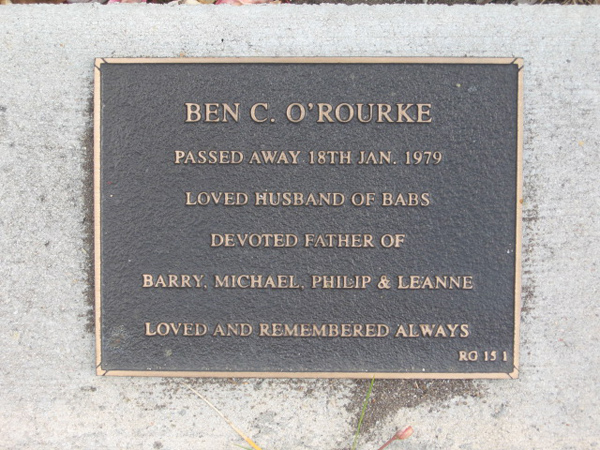 BEN C. O'ROURKE
PASSED AWAY 18TH JAN. 1979
LOVED HUSBAND OF BABS
DEVOTED FATHER OF
BARRY, MICHAEL, PHILIP & LEANNE
LOVED AND REMEMBERED ALWAYS
RG 15 1